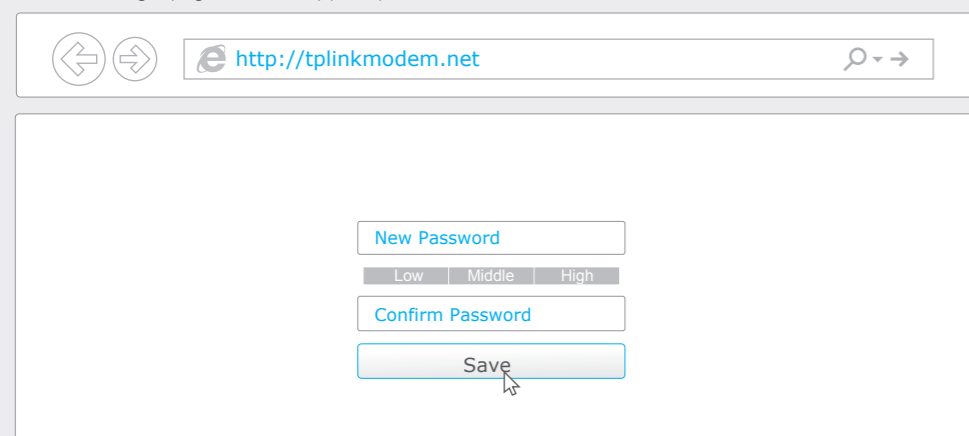 http://tplinkmodem.net
New Password
Low Middle High
Confirm Password
Save